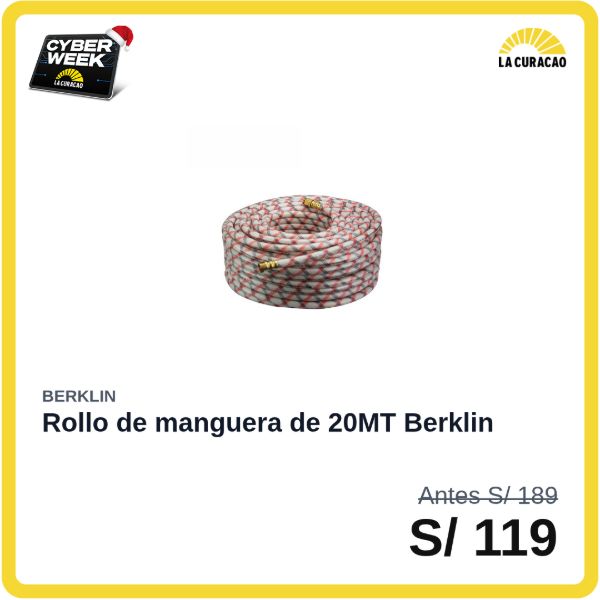 CYBER
WEEK
LA CURACAO
LA CURACAO
BERKLIN
Rollo de manguera de 20MT Berklin
Antes S/ 189
S/ 119